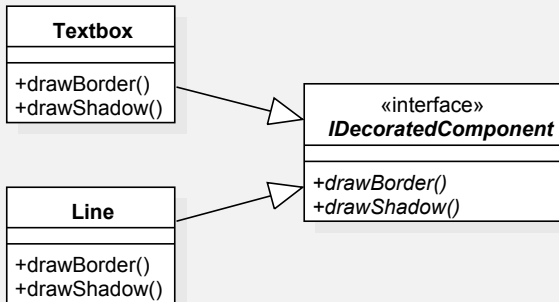 Textbox
+drawBorder()
+drawShadow()
«interface»
IDecoratedComponent
+drawBorder()
+drawShadow()
Line
+drawBorder()
+drawShadow()